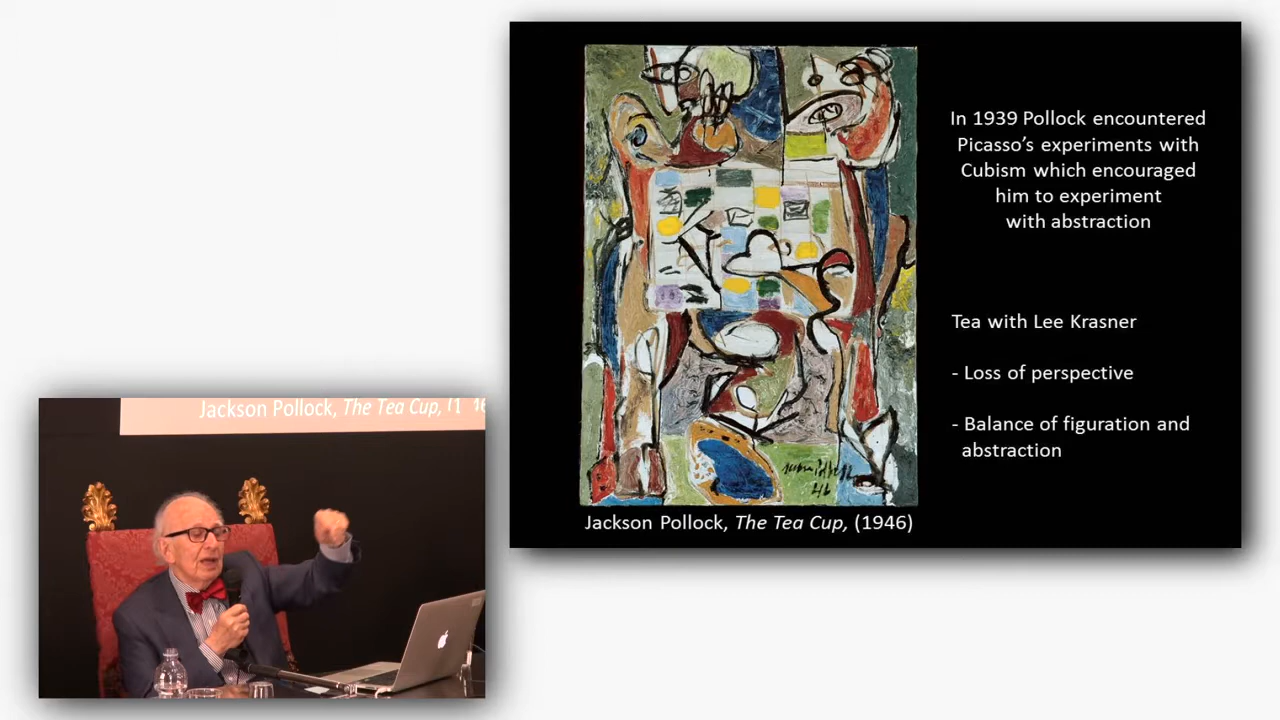 In 1939 Pollock encountered
Picasso's experiments with
Cubism which encouraged
him to experiment
with abstraction
Tea with Lee Krasner
- Loss of perspective
- Balance of figuration and
abstraction
Jackson Pollock, The Tea Cup, (1946)
46
Jackson Pollock, The Tea Cup,